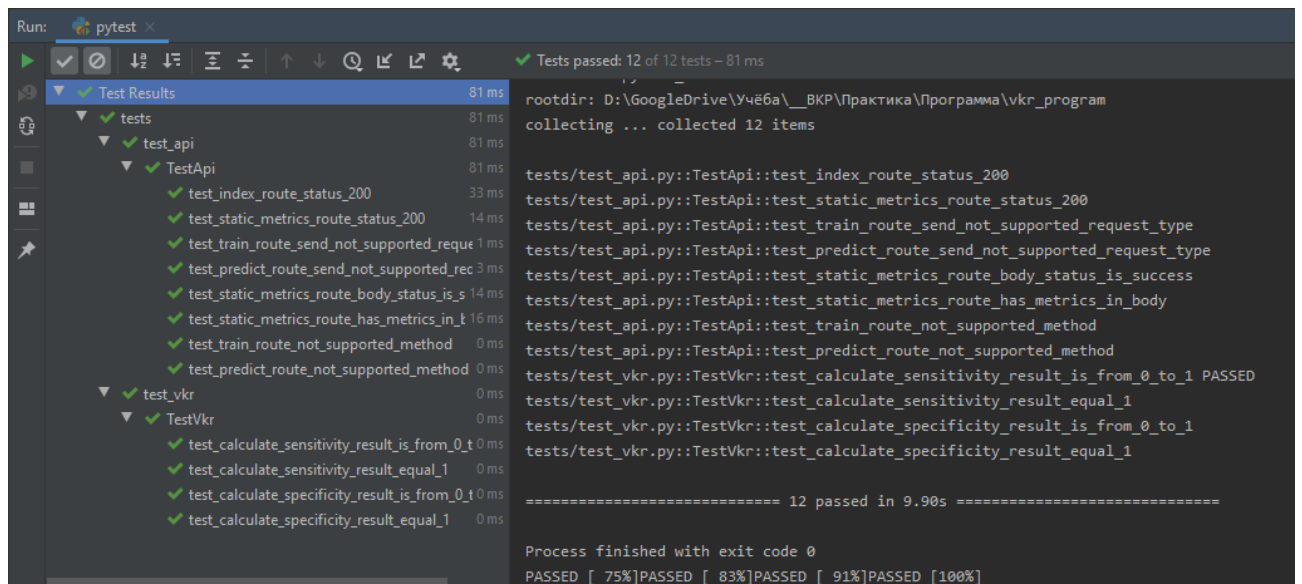 Run: pytest
Tests passed: 12 of 12 tests – 81 ms
Test Results 81 ms
tests 81 ms
test_api 81 ms
TestApi 81 ms
test_index_route_status_200 33 ms
test_static_metrics_route_status_200 14 ms
test_train_route_send_not_supported_reque 1 ms
test_predict_route_send_not_supported_rec 3 ms
test_static_metrics_route_body_status_is_s 14 ms
test_static_metrics_route_has_metrics_in_b 16 ms
test_train_route_not_supported_method 0 ms
test_predict_route_not_supported_method 0 ms
test_vkr 0 ms
TestVkr 0 ms
test_calculate_sensitivity_result_is_from_0_t 0 ms
test_calculate_sensitivity_result_equal_1 0 ms
test_calculate_specificity_result_is_from_0_t 0 ms
test_calculate_specificity_result_equal_1 0 ms
rootdir: D:\GoogleDrive\Учёба\__ВКР\Практика\Программа\vkr_program
collecting ... collected 12 items
tests/test_api.py::TestApi::test_index_route_status_200
tests/test_api.py::TestApi::test_static_metrics_route_status_200
tests/test_api.py::TestApi::test_train_route_send_not_supported_request_type
tests/test_api.py::TestApi::test_predict_route_send_not_supported_request_type
tests/test_api.py::TestApi::test_static_metrics_route_body_status_is_success
tests/test_api.py::TestApi::test_static_metrics_route_has_metrics_in_body
tests/test_api.py::TestApi::test_train_route_not_supported_method
tests/test_api.py::TestApi::test_predict_route_not_supported_method
tests/test_vkr.py::TestVkr::test_calculate_sensitivity_result_is_from_0_to_1 PASSED
tests/test_vkr.py::TestVkr::test_calculate_sensitivity_result_equal_1
tests/test_vkr.py::TestVkr::test_calculate_specificity_result_is_from_0_to_1
tests/test_vkr.py::TestVkr::test_calculate_specificity_result_equal_1
============================= 12 passed in 9.90s ==============================
Process finished with exit code 0
PASSED [ 75%]PASSED [ 83%]PASSED [ 91%]PASSED [100%]